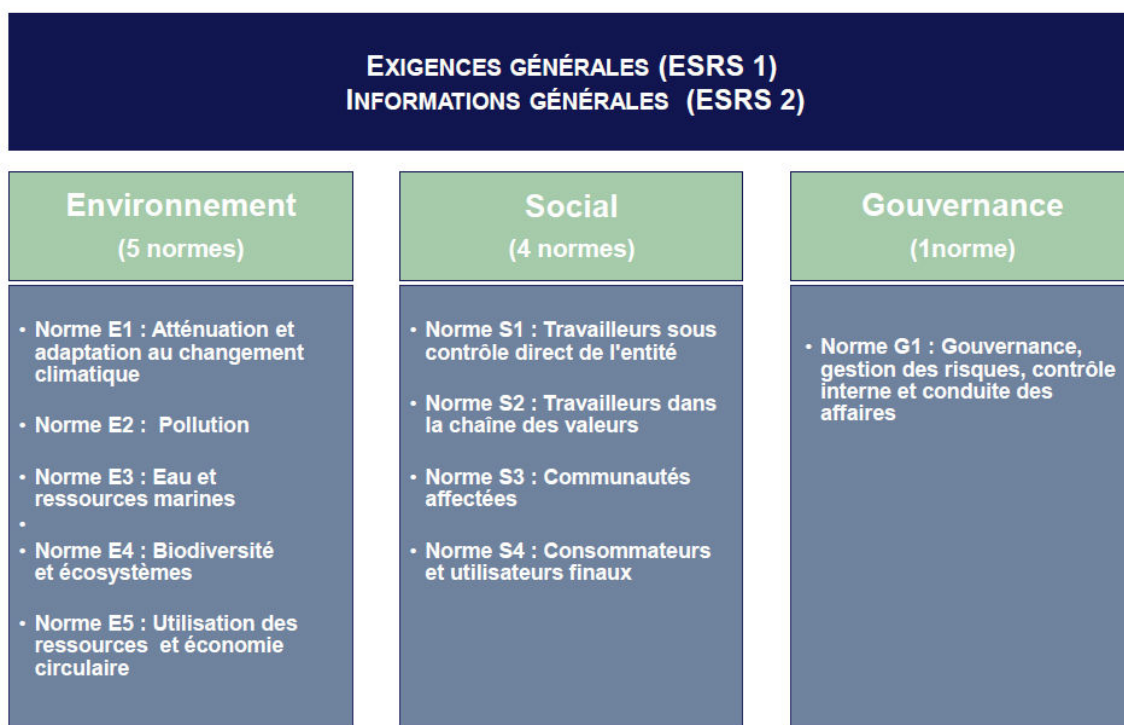 EXIGENCES GÉNÉRALES (ESRS 1)
INFORMATIONS GÉNÉRALES (ESRS 2)
Environnement
(5 normes)
• Norme E1 : Atténuation et
adaptation au changement
climatique
• Norme E2 : Pollution
• Norme E3 : Eau et
ressources marines
•
• Norme E4 : Biodiversité
et écosystèmes
• Norme E5 : Utilisation des
ressources et économie
circulaire
Social
(4 normes)
• Norme S1 : Travailleurs sous
contrôle direct de l'entité
• Norme S2 : Travailleurs dans
la chaîne des valeurs
• Norme S3 : Communautés
affectées
• Norme S4 : Consommateurs
et utilisateurs finaux
Gouvernance
(1norme)
• Norme G1 : Gouvernance,
gestion des risques, contrôle
interne et conduite des
affaires